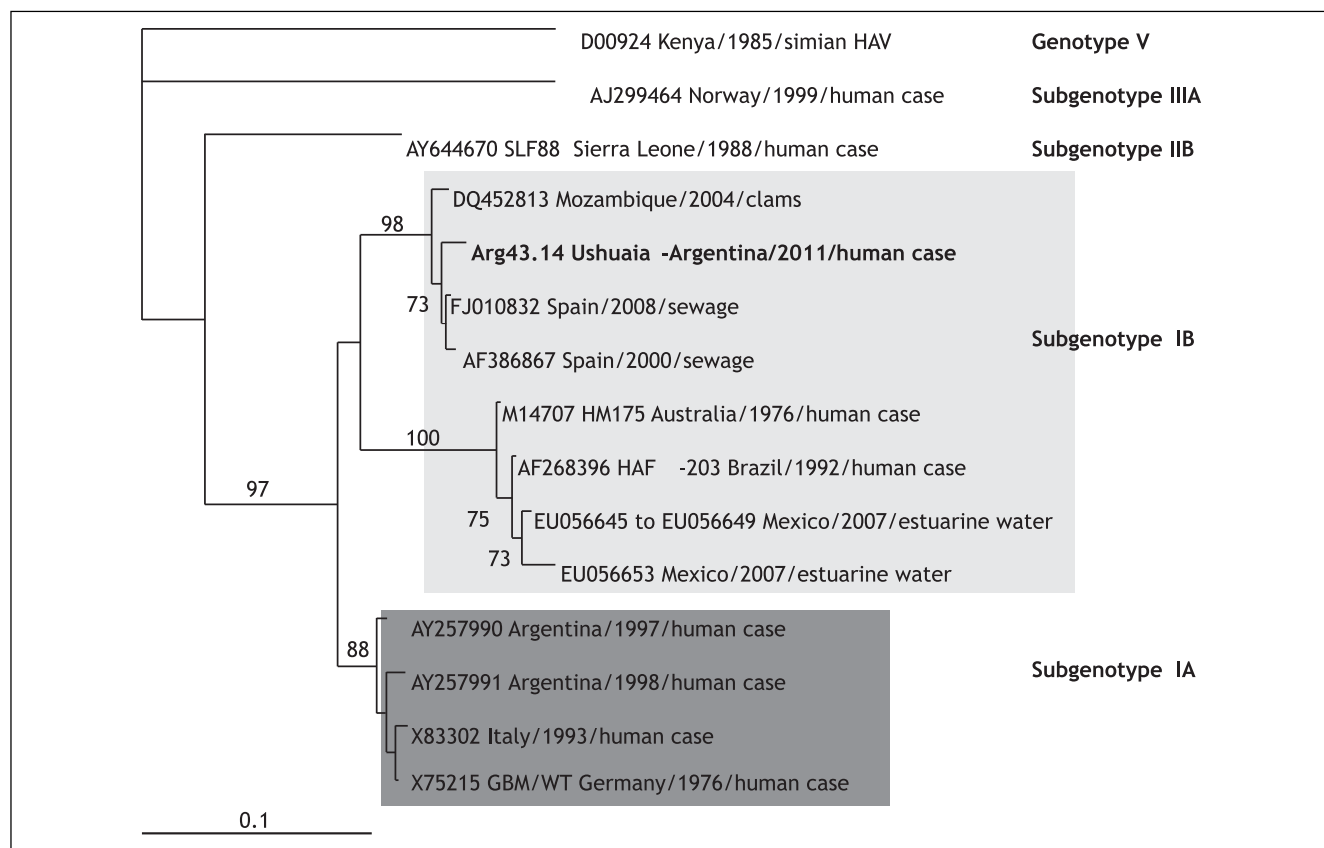 D00924 Kenya/1985/simian HAV Genotype V
AJ299464 Norway/1999/human case Subgenotype IIIA
AY644670 SLF88 Sierra Leone/1988/human case Subgenotype IIB
DQ452813 Mozambique/2004/clams
98
Arg43.14 Ushuaia -Argentina/2011/human case
73
FJ010832 Spain/2008/sewage
Subgenotype IB
AF386867 Spain/2000/sewage
M14707 HM175 Australia/1976/human case
100
AF268396 HAF -203 Brazil/1992/human case
97
75
EU056645 to EU056649 Mexico/2007/estuarine water
73
EU056653 Mexico/2007/estuarine water
AY257990 Argentina/1997/human case
88
Subgenotype IA
AY257991 Argentina/1998/human case
X83302 Italy/1993/human case
X75215 GBM/WT Germany/1976/human case
0.1